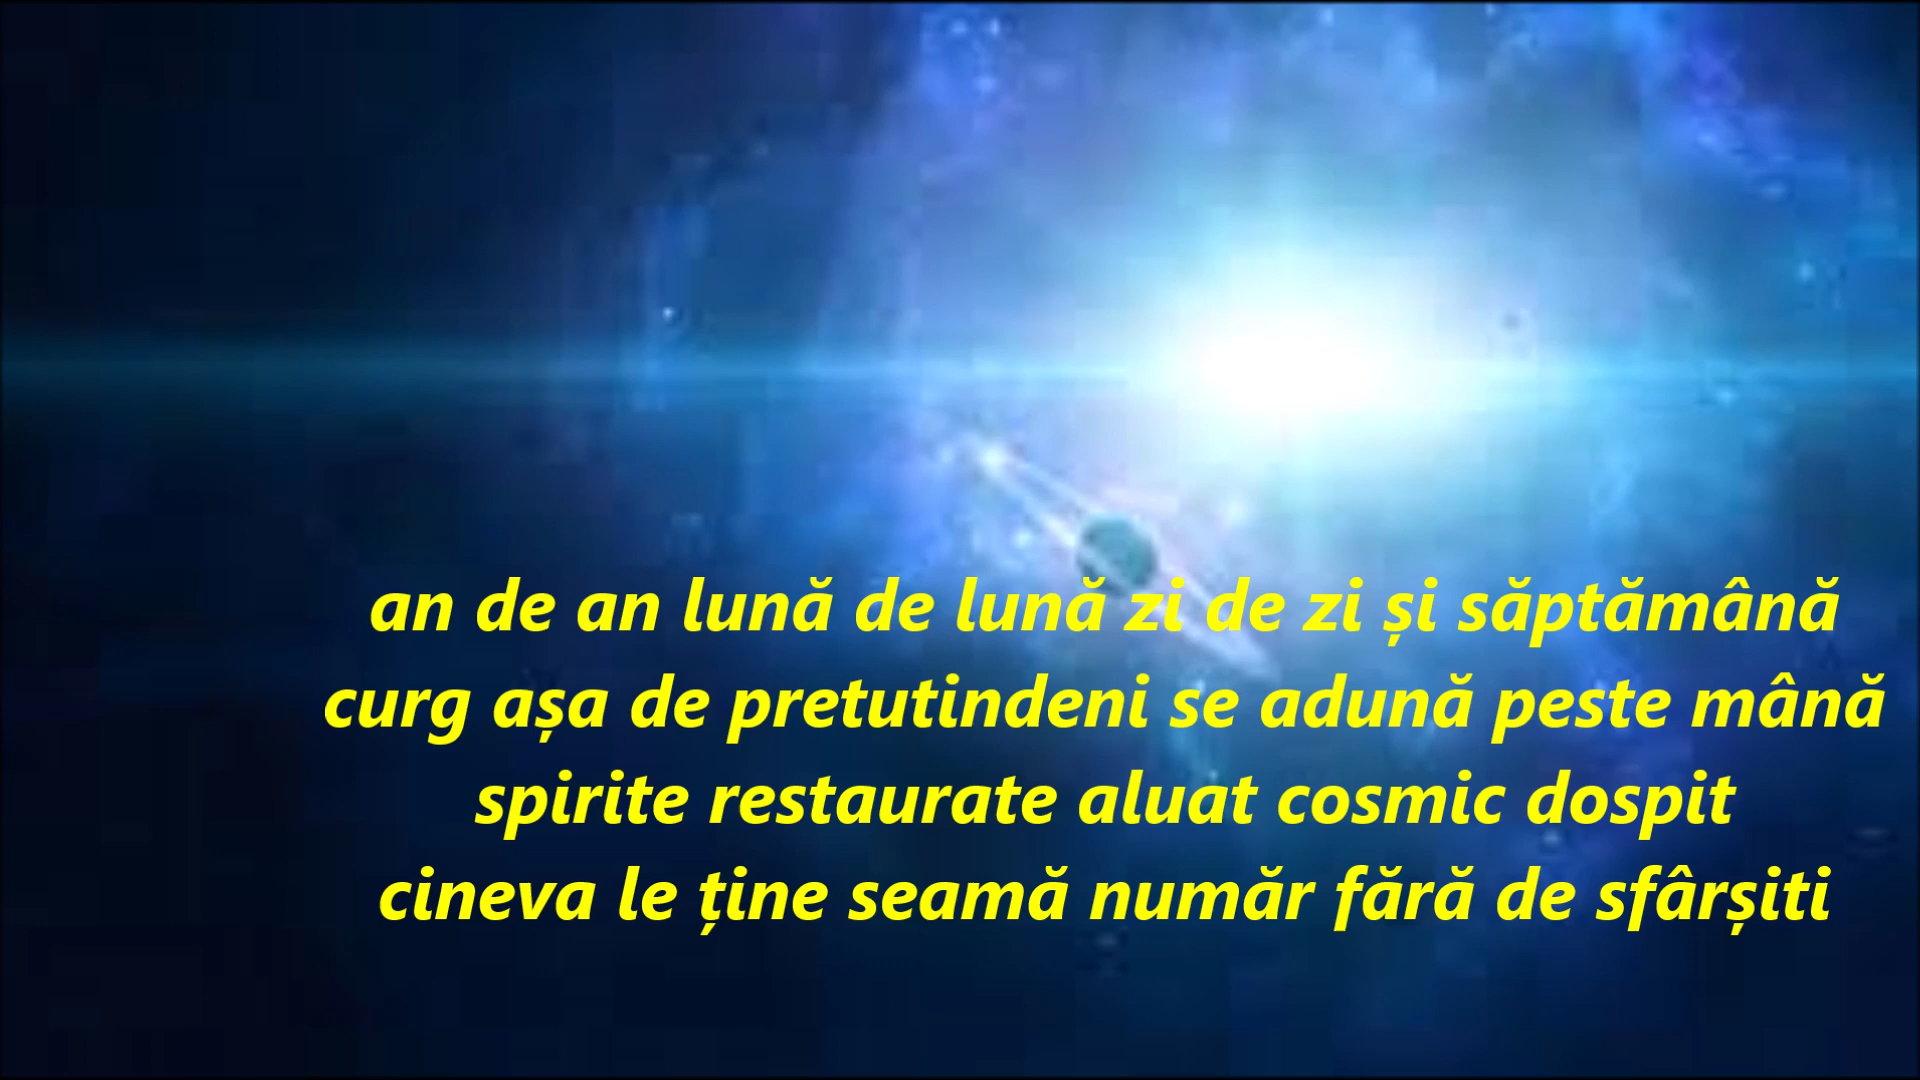 an de an lună de lună zi de zi și săptămână
curg așa de pretutindeni se adună peste mână
spirite restaurate aluat cosmic dospit
cineva le ține seamă număr fără de sfârșiti